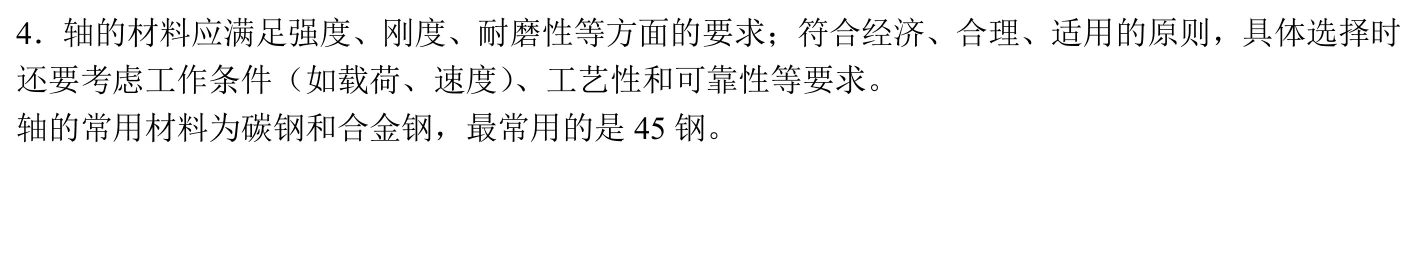 4．轴的材料应满足强度、刚度、耐磨性等方面的要求；符合经济、合理、适用的原则，具体选择时
还要考虑工作条件（如载荷、速度）、工艺性和可靠性等要求。
轴的常用材料为碳钢和合金钢，最常用的是 45 钢。